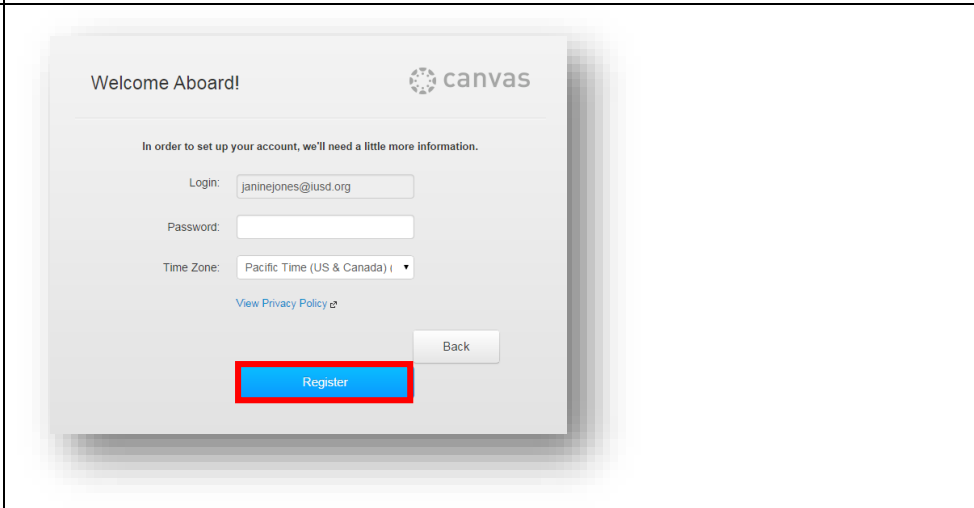 Welcome Aboard!
canvas
In order to set up your account, we'll need a little more information.
Login: janinejones@iusd.org
Password:
Time Zone: Pacific Time (US & Canada) (
View Privacy Policy
Back
Register